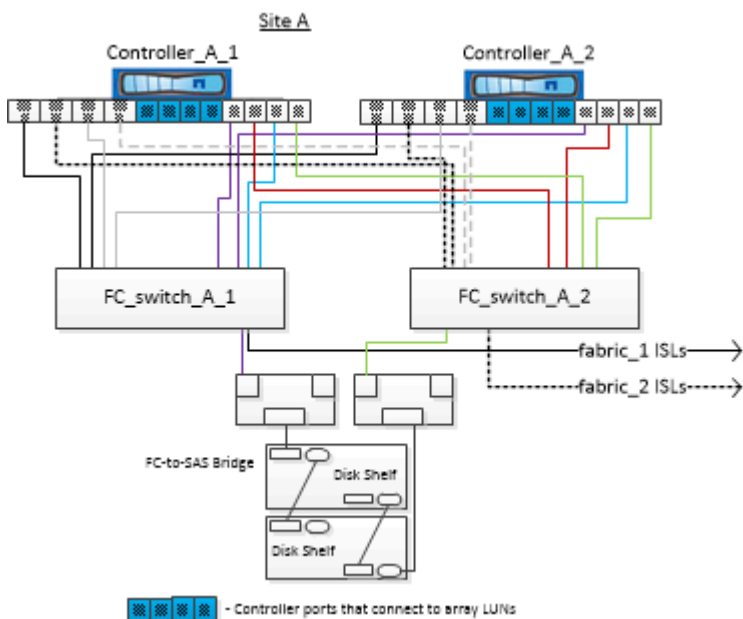 Site A
Controller_A_1
Controller_A_2
FC_switch_A_1
FC_switch_A_2
fabric_1 ISLs
fabric_2 ISLs
FC-to-SAS Bridge
Disk Shelf
Disk Shelf
- Controller ports that connect to array LUNs